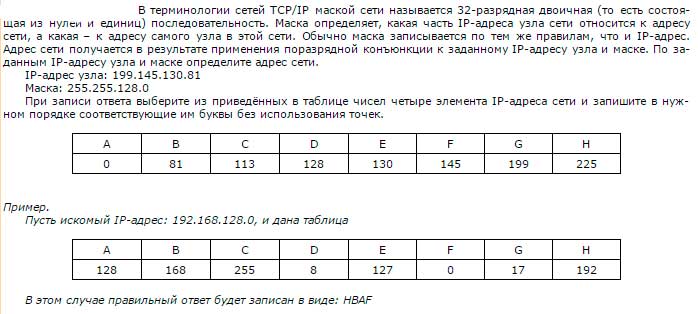 В терминологии сетей TCP/IP маской сети называется 32-разрядная двоичная (то есть состоя-
щая из нулей и единиц) последовательность. Маска определяет, какая часть IP-адреса узла сети относится к адресу
сети, а какая – к адресу самого узла в этой сети. Обычно маска записывается по тем же правилам, что и IP-адрес.
Адрес сети получается в результате применения поразрядной конъюнкции к заданному IP-адресу узла и маске. По за-
данным IP-адресу узла и маске определите адрес сети.
IP-адрес узла: 199.145.130.81
Маска: 255.255.128.0
При записи ответа выберите из приведённых в таблице чисел четыре элемента IP-адреса сети и запишите в нуж-
ном порядке соответствующие им буквы без использования точек.
A B C D E F G H
0 81 113 128 130 145 199 225
Пример.
Пусть искомый IP-адрес: 192.168.128.0, и дана таблица
A B C D E F G H
128 168 255 8 127 0 17 192
В этом случае правильный ответ будет записан в виде: HBAF